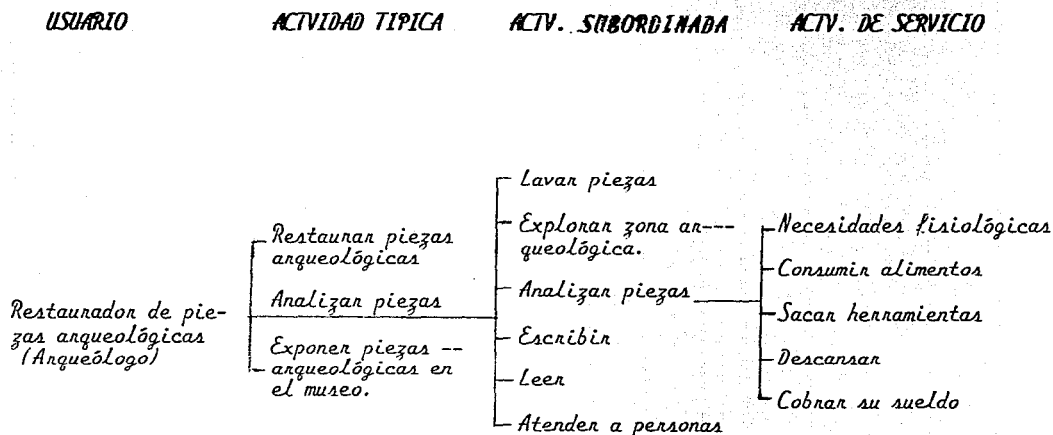 USUARIO ACTVIDAD TIPICA ACTV. SUBORDINADA ACTV. DE SERVICIO
Restaurador de pie-
zas arqueológicas
(Arqueólogo)
Restaurar piezas
arqueológicas
Analizar piezas
Exponer piezas --
arqueológicas en
el museo.
Lavar piezas
Explorar zona ar---
queológica.
Analizar piezas
Escribir
Leer
Atender a personas
Necesidades fisiológicas
Consumir alimentos
Sacar herramientas
Descansar
Cobrar su sueldo